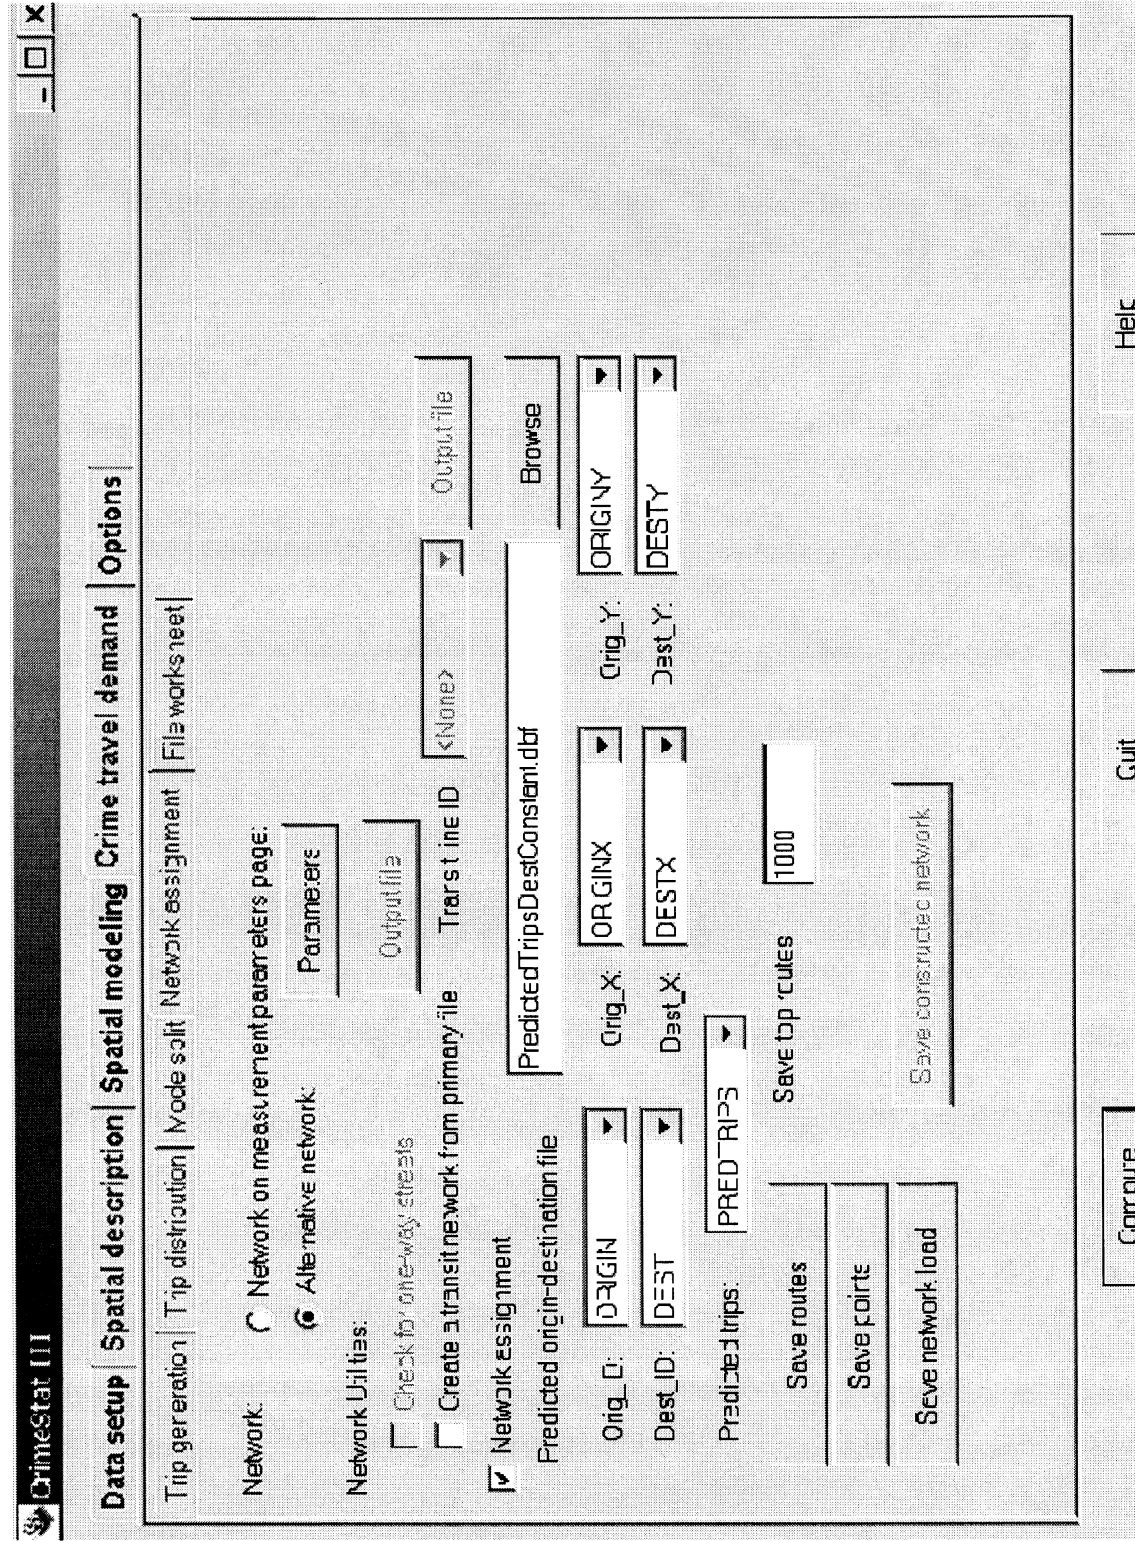 CrimeStat III
Data setup Spatial description Spatial modeling Crime travel demand Options
Trip generation Trip distribution Mode split Network assignment File worksheet
Network: Network on measurement parameters page:
Alternative network: Parameters
Network Utilities:
Check for one-way streets Output file
Create a transit network from primary file Transit line ID <None> Output file
Network assignment
Predicted origin-destination file PredictedTripsDestConstant.dbf Browse
Orig_ID: ORIGIN Orig_X: ORIGINX Orig_Y: ORIGINY
Dest_ID: DEST Dest_X: DESTX Dest_Y: DESTY
Predicted trips: PREDTRIPS
Save routes Save top routes 1000
Save points
Save network load Save constructed network
Compute Quit Help